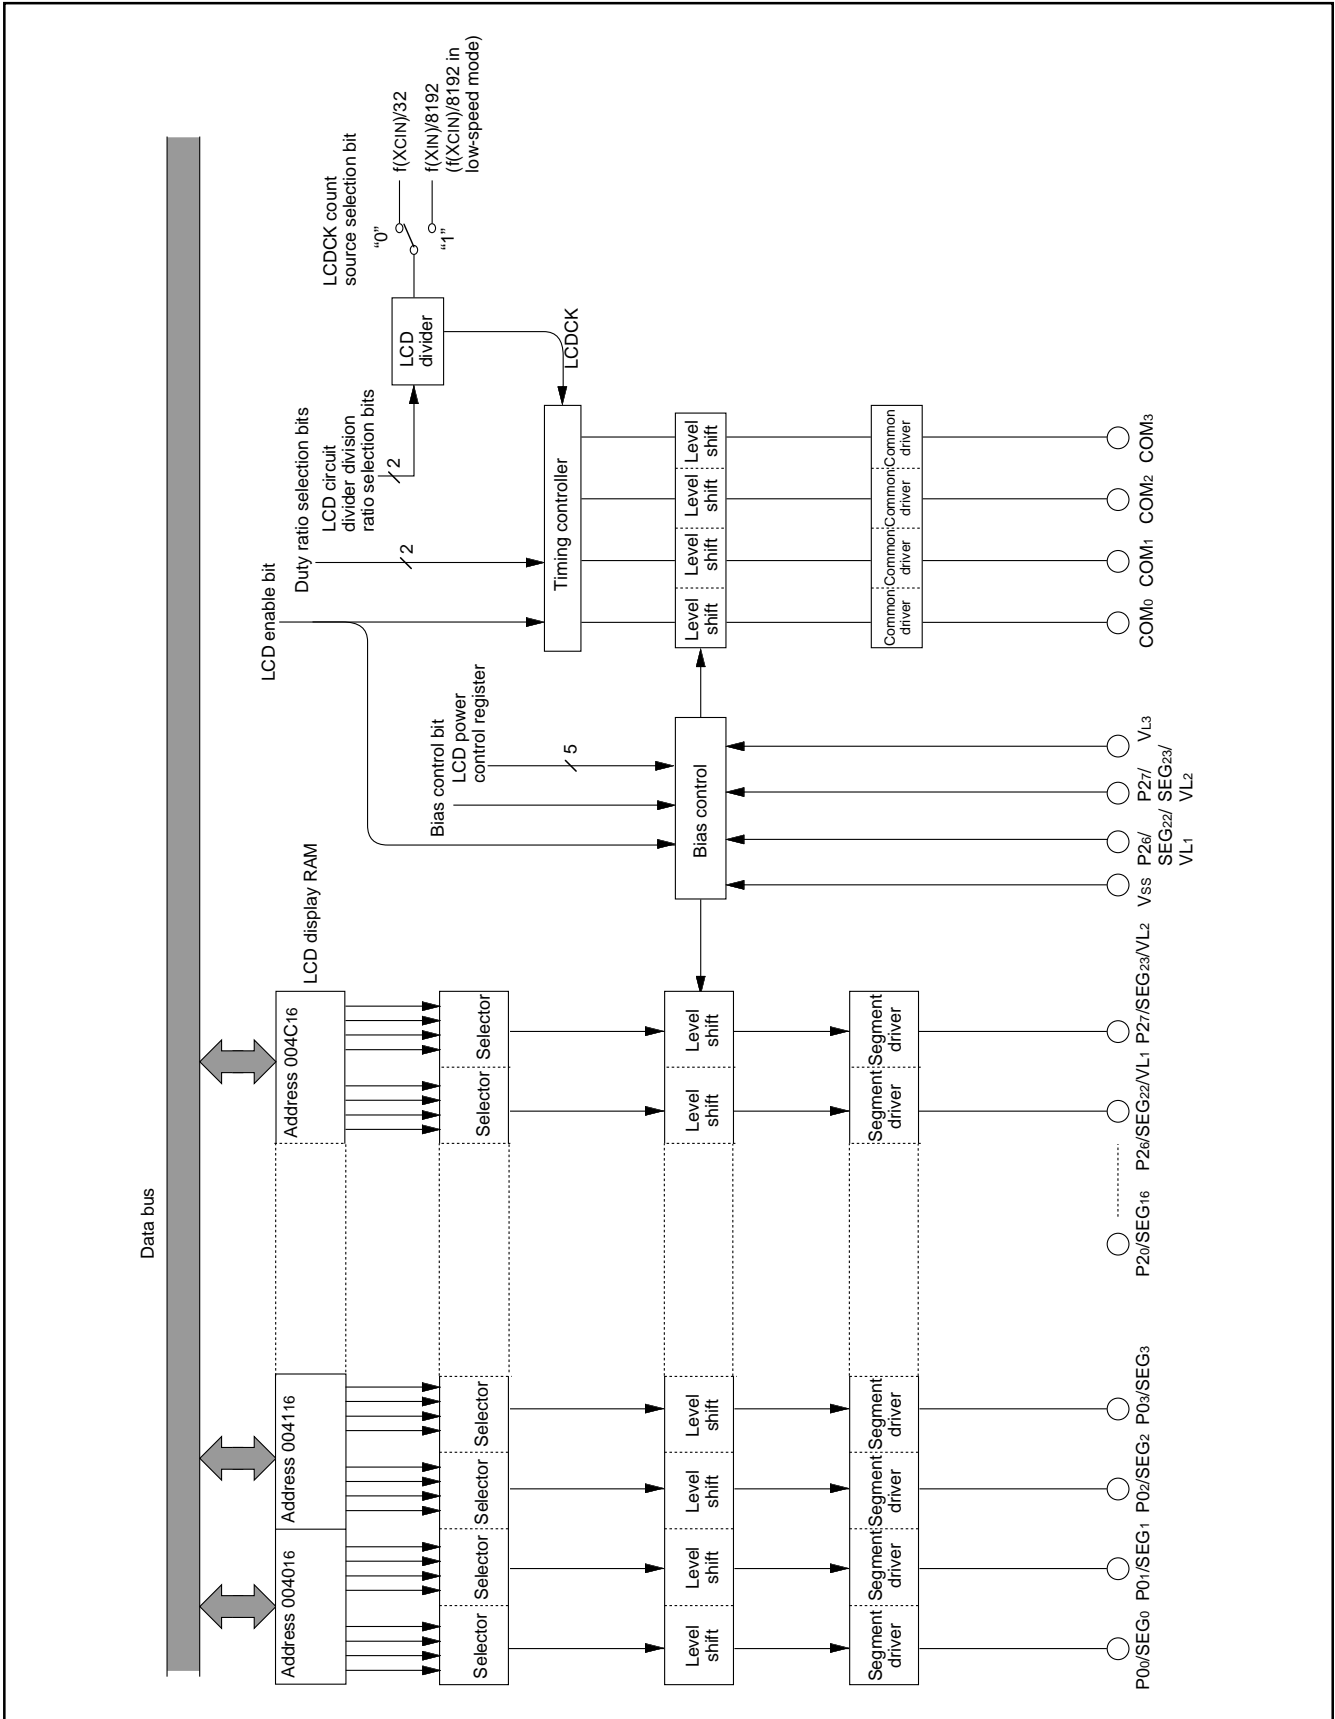 Data bus
Address 004016
Address 004116
Address 004C16
LCD display RAM
LCD enable bit
Duty ratio selection bits
LCD circuit
divider division
ratio selection bits
LCDCK count
source selection bit
"0"
"1"
f(XCIN)/32
f(XIN)/8192
(f(XCIN)/8192 in
low-speed mode)
LCD
divider
2
2
LCDCK
Bias control bit
LCD power
control register
5
Selector
Selector
Selector
Selector
Selector
Selector
Timing controller
Level
shift
Level
shift
Level
shift
Level
shift
Level
shift
Level
shift
Bias control
Level
shift
Level
shift
Level
shift
Level
shift
Segment
driver
Segment
driver
Segment
driver
Segment
driver
Segment
driver
Segment
driver
Common
driver
Common
driver
Common
driver
Common
driver
P00/SEG0
P01/SEG1
P02/SEG2
P03/SEG3
P20/SEG16
P26/SEG22/VL1
P27/SEG23/VL2
VSS
P26/
SEG22/
VL1
P27/
SEG23/
VL2
VL3
COM0
COM1
COM2
COM3